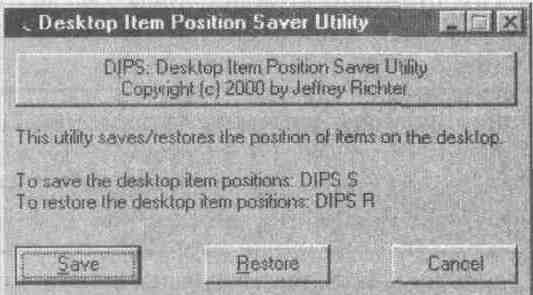 Desktop Item Position Saver Utility
DIPS: Desktop Item Position Saver Utility
Copyright (c) 2000 by Jeffrey Richter
This utility saves/restores the position of items on the desktop.
To save the desktop item positions: DIPS S
To restore the desktop item positions: DIPS R
Save Restore Cancel